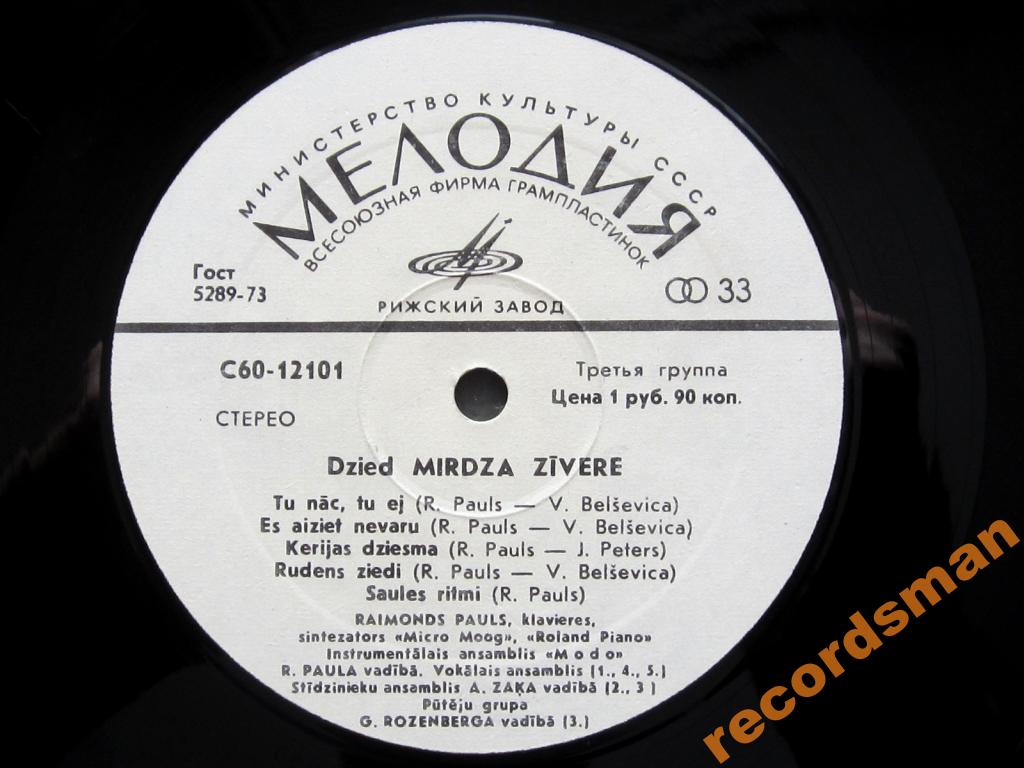 МИНИСТЕРСТВО КУЛЬТУРЫ СССР
МЕЛОДИЯ
ВСЕСОЮЗНАЯ ФИРМА ГРАМПЛАСТИНОК
Гост
5289-73
33
РИЖСКИЙ ЗАВОД
С60-12101
Третья группа
Цена 1 руб. 90 коп.
СТЕРЕО
Dzied MIRDZA ZĪVERE
Tu nāc, tu ej (R. Pauls — V. Belševica)
Es aiziet nevaru (R. Pauls — V. Belševica)
Kerijas dziesma (R. Pauls — J. Peters)
Rudens ziedi (R. Pauls — V. Belševica)
Saules ritmi (R. Pauls)
RAIMONDS PAULS, klavieres,
sintezators «Micro Moog», «Roland Piano»
Instrumentālais ansamblis «Modo»
R. PAULA vadībā. Vokālais ansamblis (1., 4., 5.)
Stīdzinieku ansamblis A. ZAĶA vadībā (2., 3)
Pūtēju grupa
G. ROZENBERGA vadībā (3.)
recordsman